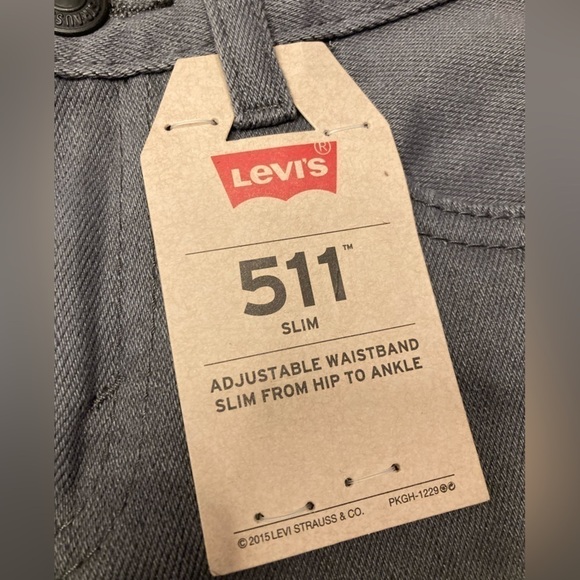 LEVI'S®
511™
SLIM
ADJUSTABLE WAISTBAND
SLIM FROM HIP TO ANKLE
PKGH-1229
©2015 LEVI STRAUSS & CO.